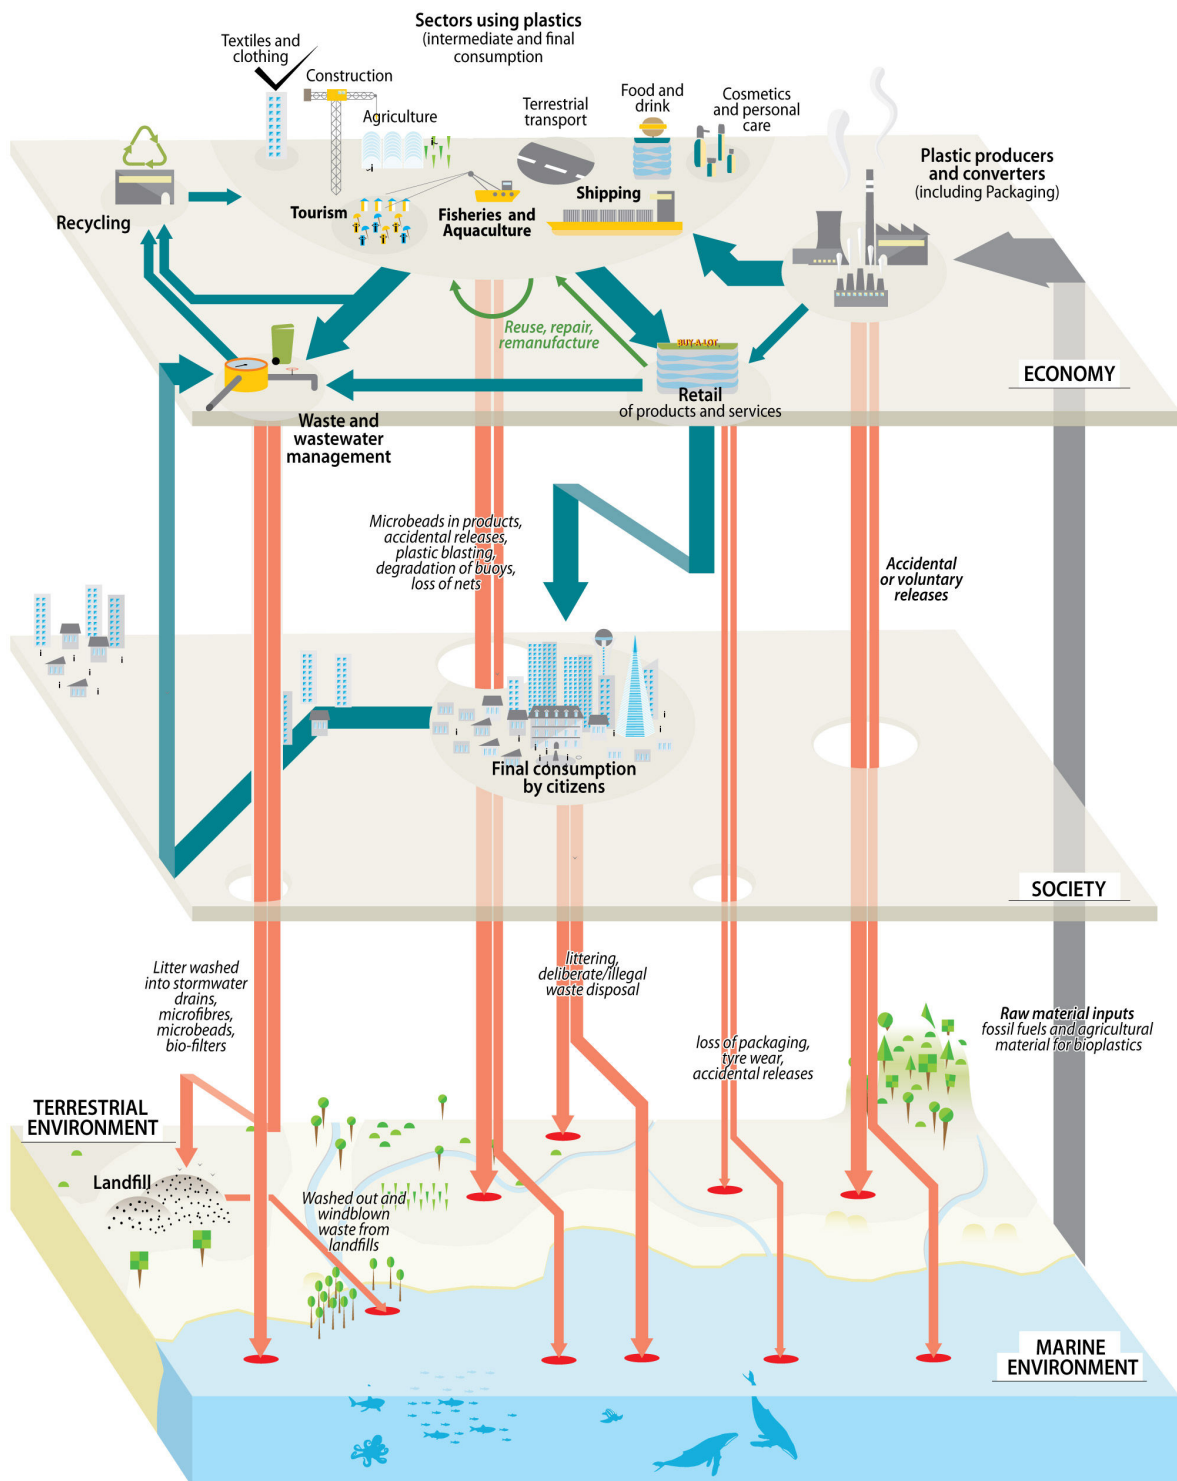 Sectors using plastics
(intermediate and final
consumption
Textiles and
clothing
Construction
Agriculture
Terrestrial
transport
Food and
drink
Cosmetics
and personal
care
Plastic producers
and converters
(including Packaging)
Recycling
Tourism
Fisheries and
Aquaculture
Shipping
Reuse, repair,
remanufacture
BUY-A-LOT.
Retail
of products and services
ECONOMY
Waste and
wastewater
management
Microbeads in products,
accidental releases,
plastic blasting,
degradation of buoys,
loss of nets
Accidental
or voluntary
releases
Final consumption
by citizens
SOCIETY
Litter washed
into stormwater
drains,
microfibres,
microbeads,
bio-filters
littering,
deliberate/illegal
waste disposal
loss of packaging,
tyre wear,
accidental releases
Raw material inputs
fossil fuels and agricultural
material for bioplastics
TERRESTRIAL
ENVIRONMENT
Landfill
Washed out and
windblown
waste from
landfills
MARINE
ENVIRONMENT